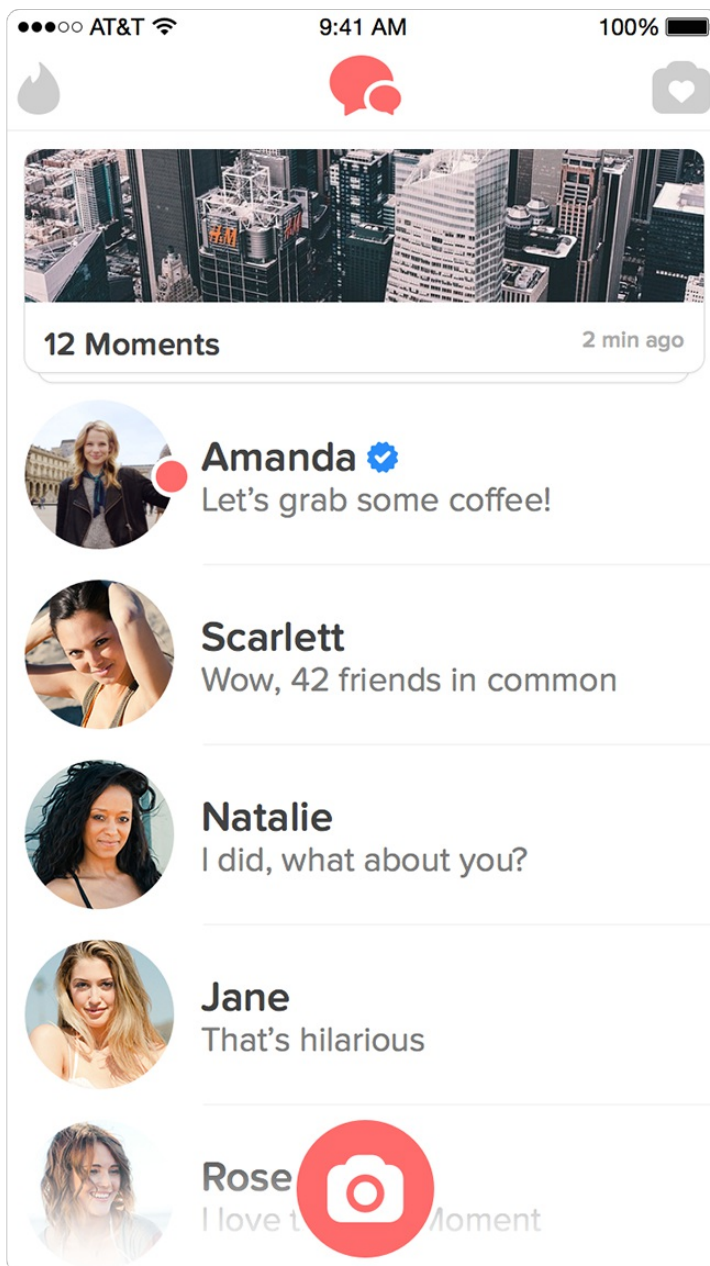 AT&T 9:41 AM 100%
H&M
12 Moments 2 min ago
Amanda
Let’s grab some coffee!
Scarlett
Wow, 42 friends in common
Natalie
I did, what about you?
Jane
That’s hilarious
Rose
I love Moment